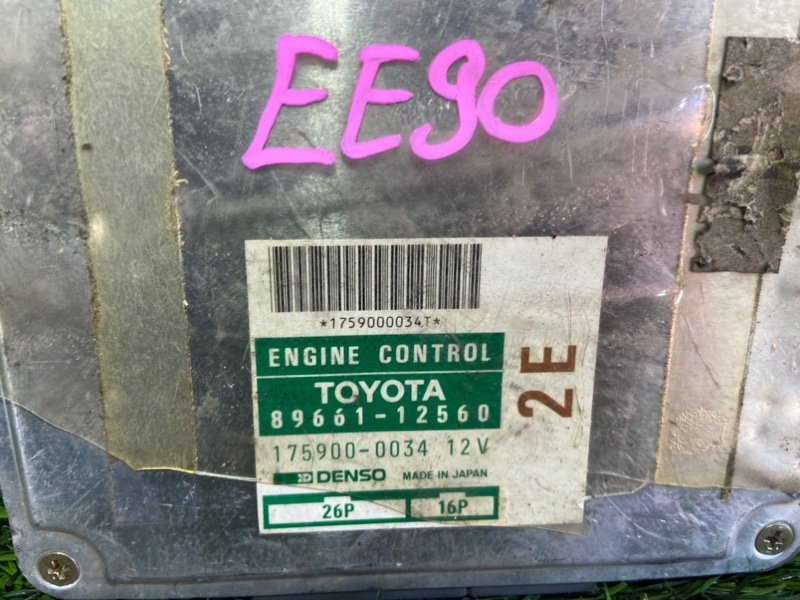 EE90
*1759000034T*
ENGINE CONTROL
TOYOTA
89661-12560
2E
175900-0034 12V
DENSO MADE IN JAPAN
26P 16P